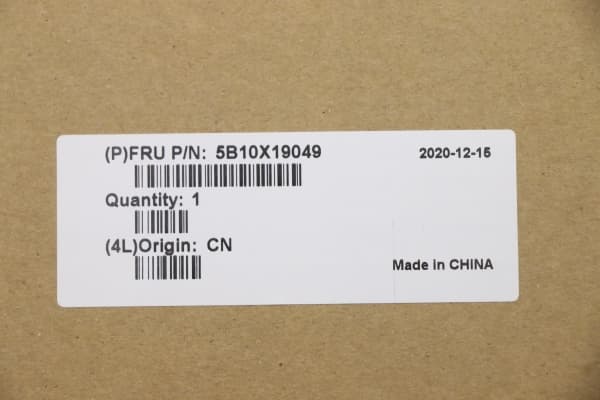 (P)FRU P/N: 5B10X19049
2020-12-15
Quantity: 1
(4L)Origin: CN
Made in CHINA